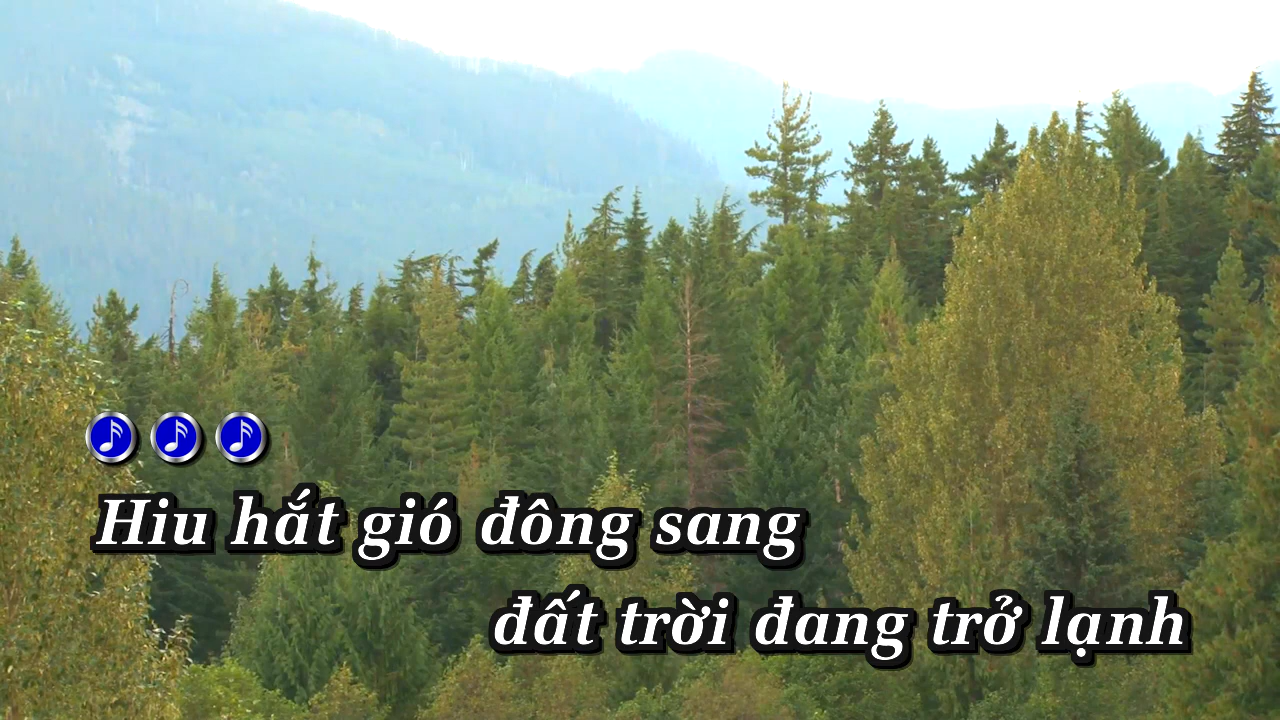 Hiu hắt gió đông sang
đất trời đang trở lạnh